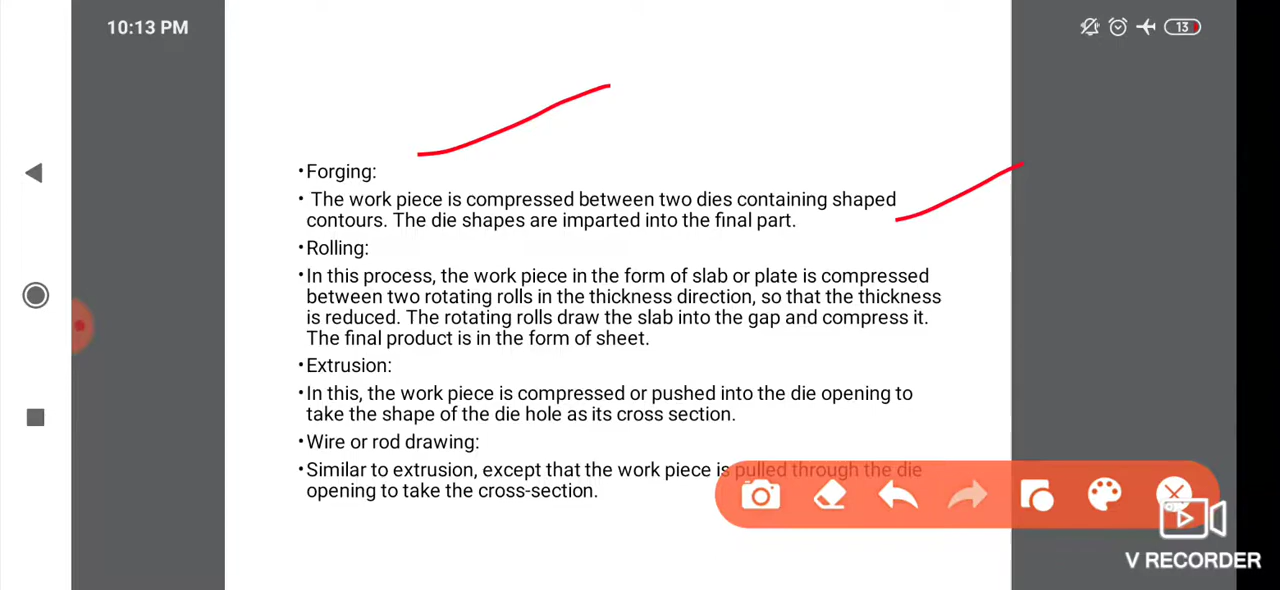 10:13 PM
13
•Forging:
• The work piece is compressed between two dies containing shaped
contours. The die shapes are imparted into the final part.
•Rolling:
•In this process, the work piece in the form of slab or plate is compressed
between two rotating rolls in the thickness direction, so that the thickness
is reduced. The rotating rolls draw the slab into the gap and compress it.
The final product is in the form of sheet.
•Extrusion:
•In this, the work piece is compressed or pushed into the die opening to
take the shape of the die hole as its cross section.
•Wire or rod drawing:
•Similar to extrusion, except that the work piece is pulled through the die
opening to take the cross-section.
V RECORDER